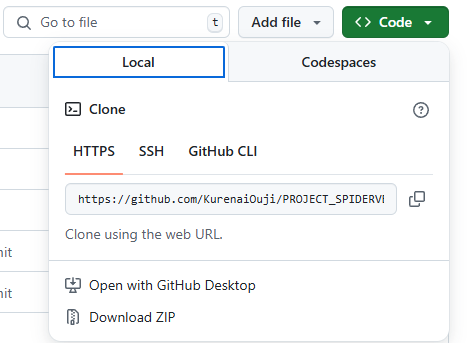 Go to file t Add file Code
Local Codespaces
Clone
HTTPS SSH GitHub CLI
https://github.com/KurenaiOuji/PROJECT_SPIDERV
Clone using the web URL.
Open with GitHub Desktop
Download ZIP
nit
nit